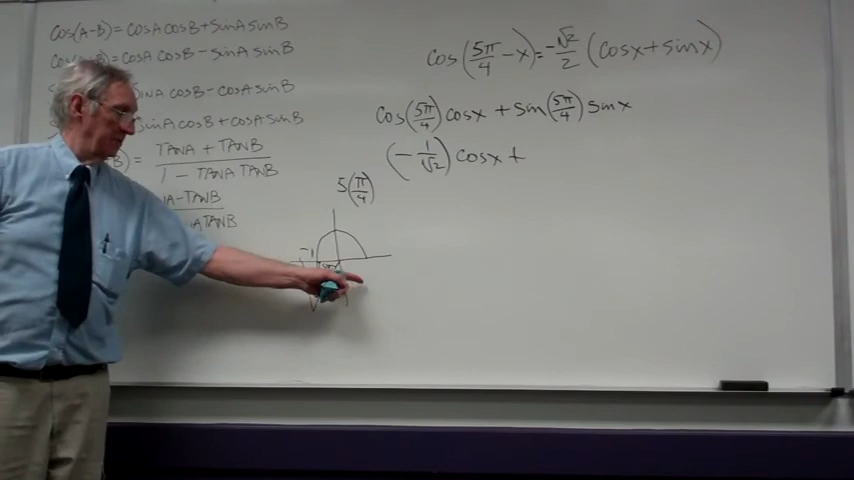 Cos(A-B) = COSA COSB + SINA SINB
= COSA COSB - SINA SINB
SINA COSB - COSA SINB
SINA COSB + COSA SINB
B) = TANA + TANB
1 - TANA TANB
A-TANB
NATANB
Cos(5π/4 - x) = -√2/2 (Cosx + sinx)
Cos(5π/4) cosx + Sin(5π/4) Sinx
(- 1/√2) cosx +
5(π/4)
-1